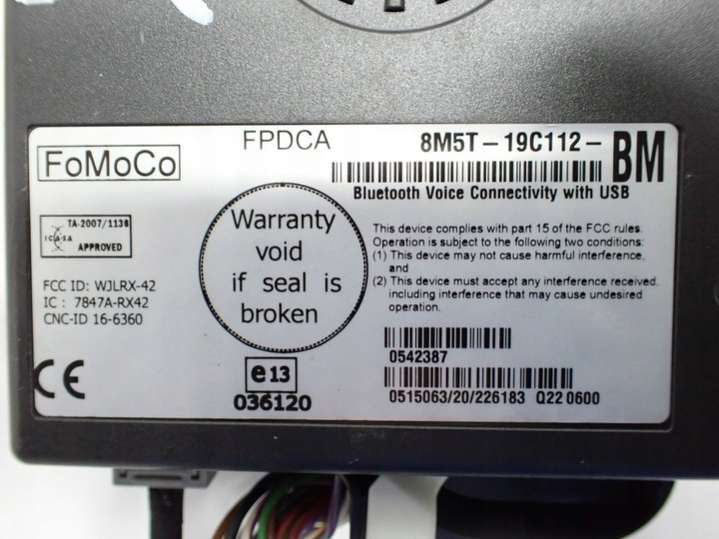 FoMoCo
FPDCA
8M5T-19C112-BM
Bluetooth Voice Connectivity with USB
TA-2007/1136
ICASA
APPROVED
FCC ID: WJLRX-42
IC : 7847A-RX42
CNC-ID 16-6360
Warranty
void
if seal is
broken
This device complies with part 15 of the FCC rules.
Operation is subject to the following two conditions:
(1) This device may not cause harmful interference,
and
(2) This device must accept any interference received,
including interference that may cause undesired
operation.
0542387
0515063/20/226183 Q22 0600
CE
e13
036120